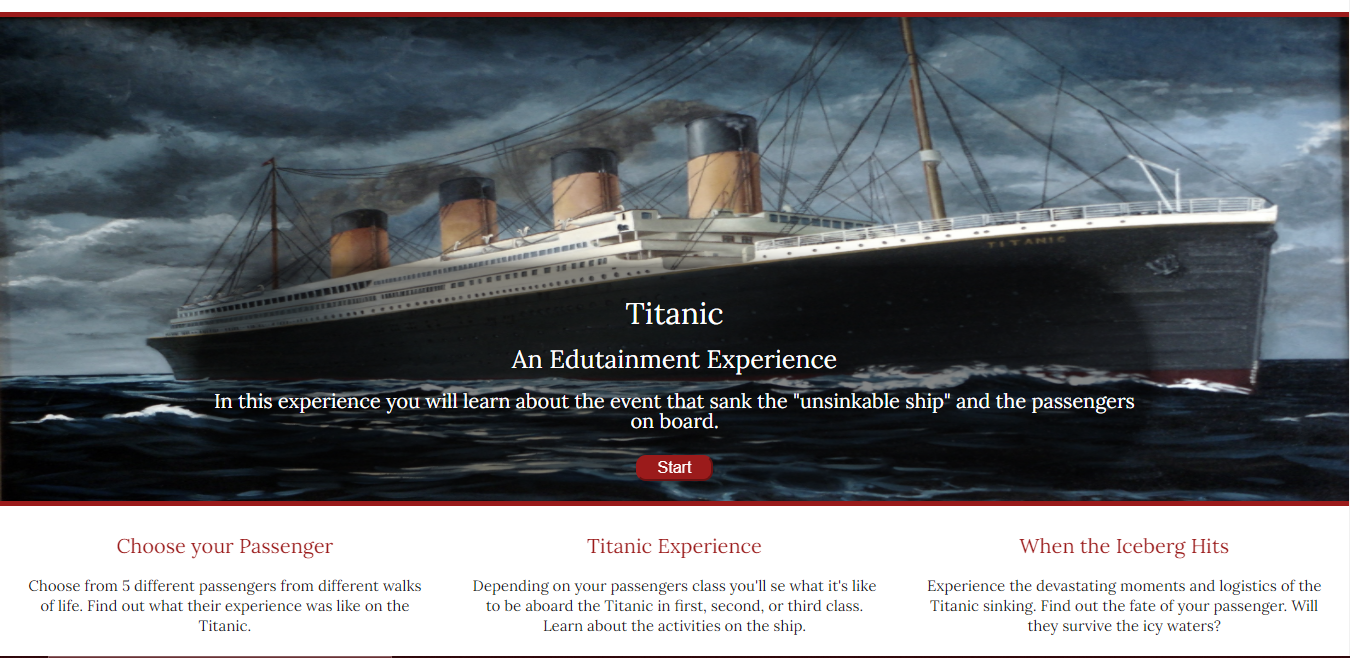 TITANIC
Titanic
An Edutainment Experience
In this experience you will learn about the event that sank the "unsinkable ship" and the passengers
on board.
Start
Choose your Passenger
Choose from 5 different passengers from different walks
of life. Find out what their experience was like on the
Titanic.
Titanic Experience
Depending on your passengers class you'll se what it's like
to be aboard the Titanic in first, second, or third class.
Learn about the activities on the ship.
When the Iceberg Hits
Experience the devastating moments and logistics of the
Titanic sinking. Find out the fate of your passenger. Will
they survive the icy waters?